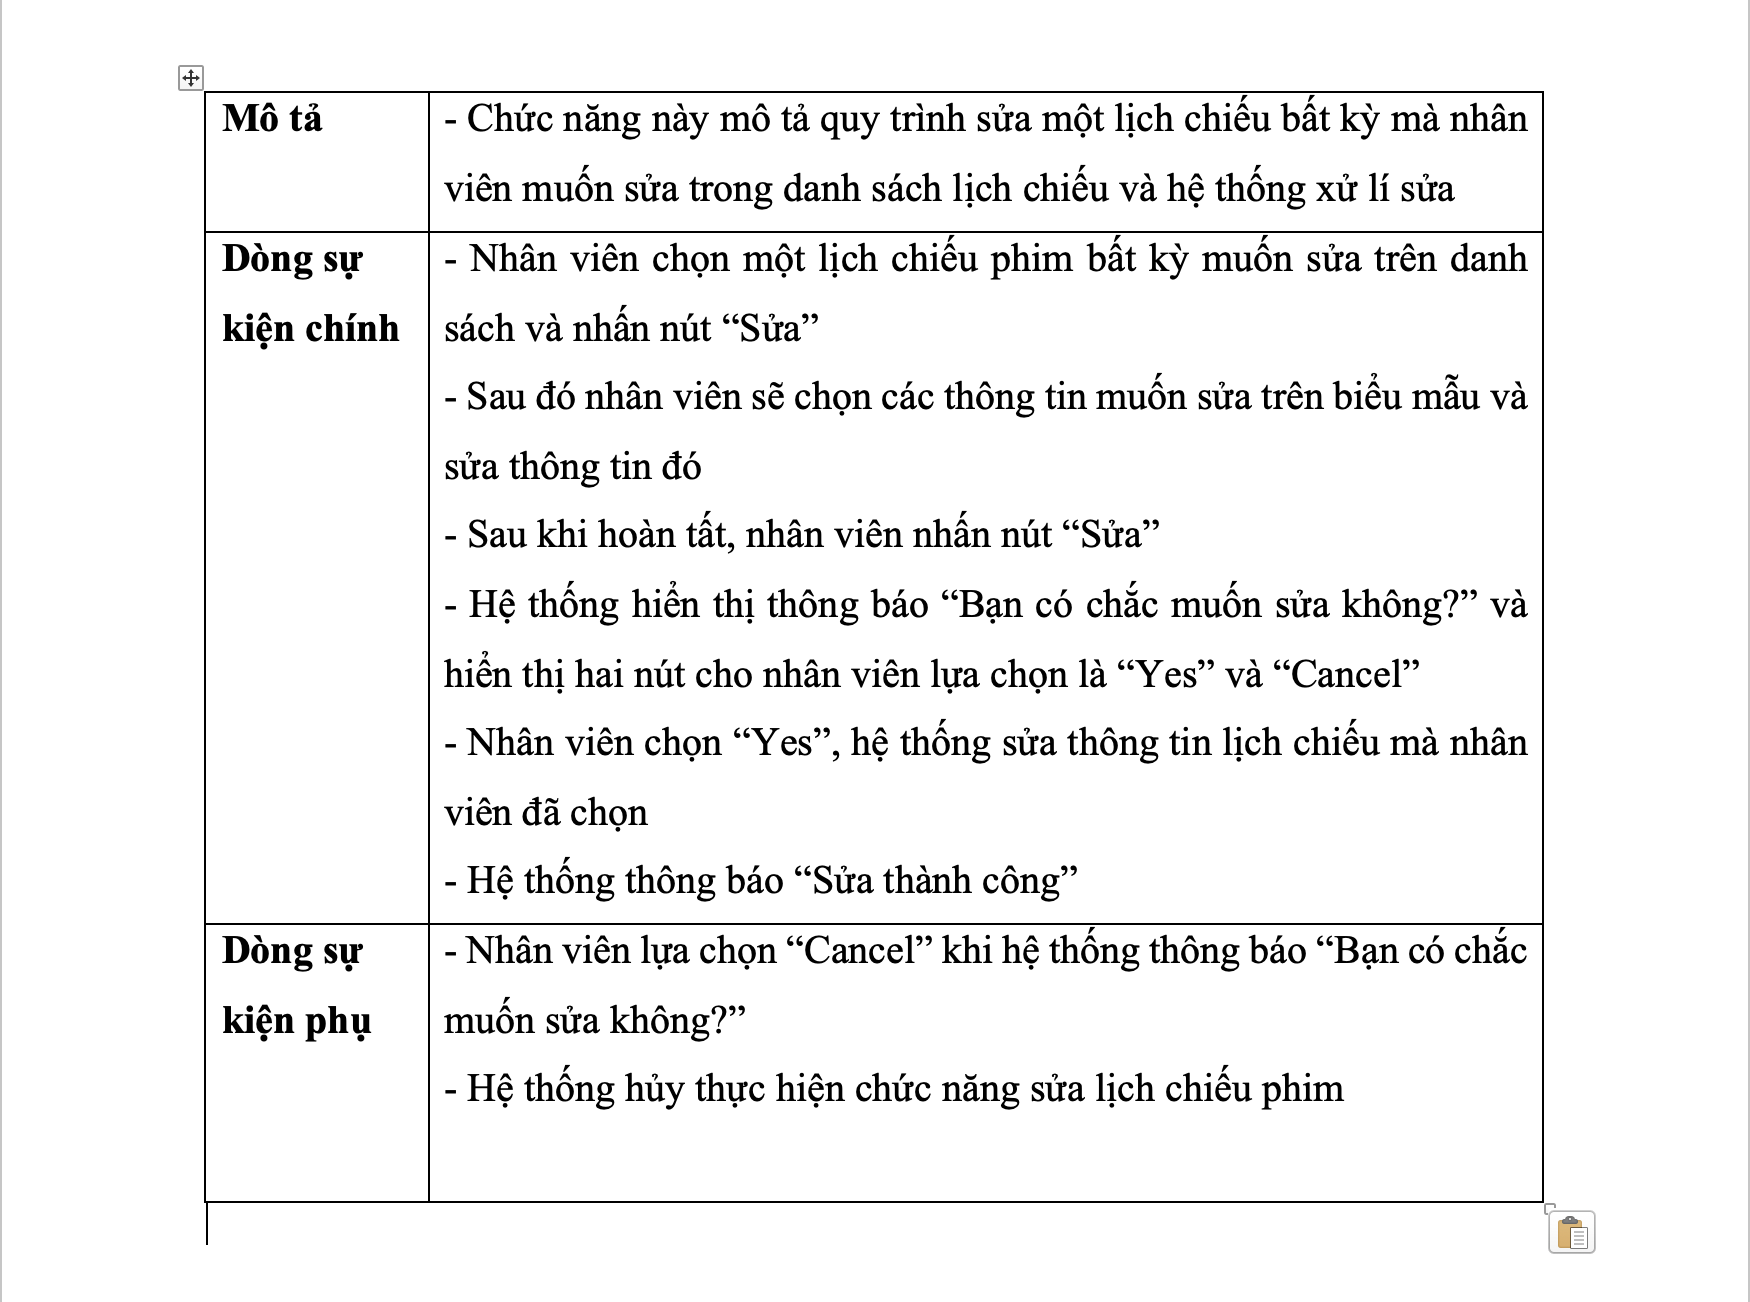 Mô tả
- Chức năng này mô tả quy trình sửa một lịch chiếu bất kỳ mà nhân
viên muốn sửa trong danh sách lịch chiếu và hệ thống xử lí sửa
Dòng sự
kiện chính
- Nhân viên chọn một lịch chiếu phim bất kỳ muốn sửa trên danh
sách và nhấn nút “Sửa”
- Sau đó nhân viên sẽ chọn các thông tin muốn sửa trên biểu mẫu và
sửa thông tin đó
- Sau khi hoàn tất, nhân viên nhấn nút “Sửa”
- Hệ thống hiển thị thông báo “Bạn có chắc muốn sửa không?” và
hiển thị hai nút cho nhân viên lựa chọn là “Yes” và “Cancel”
- Nhân viên chọn “Yes”, hệ thống sửa thông tin lịch chiếu mà nhân
viên đã chọn
- Hệ thống thông báo “Sửa thành công”
Dòng sự
kiện phụ
- Nhân viên lựa chọn “Cancel” khi hệ thống thông báo “Bạn có chắc
muốn sửa không?”
- Hệ thống hủy thực hiện chức năng sửa lịch chiếu phim